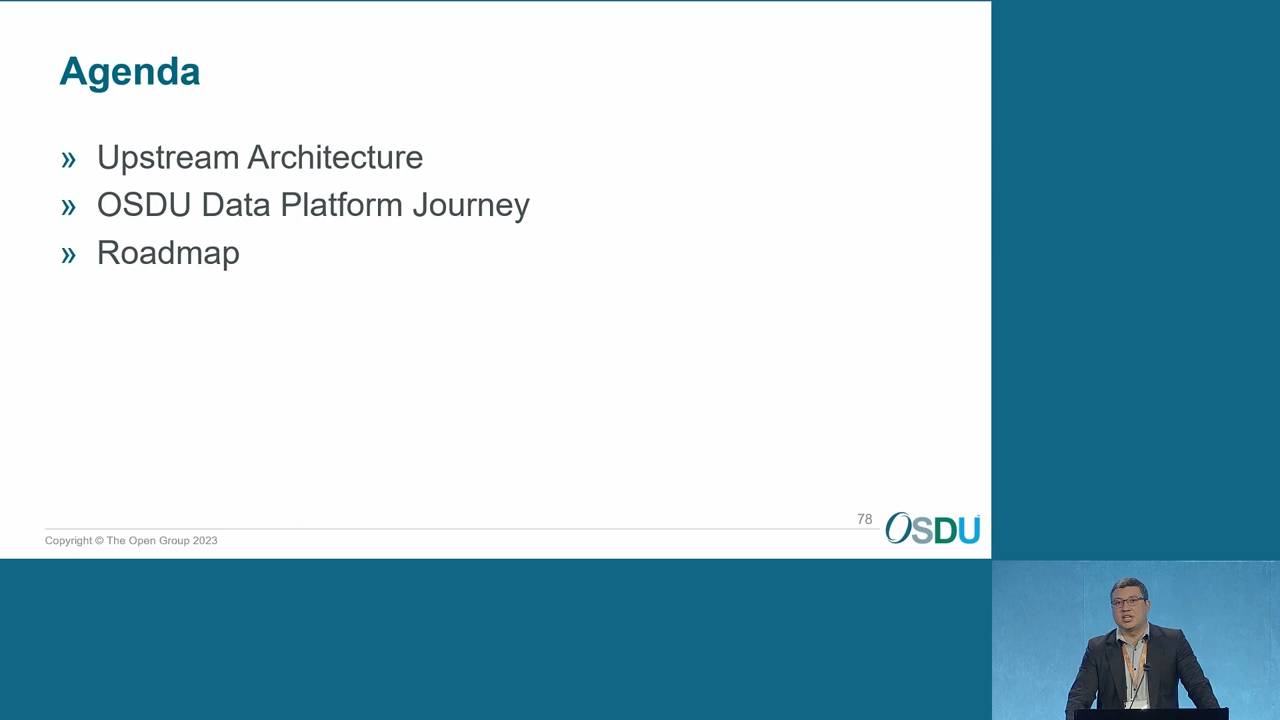 Agenda
» Upstream Architecture
» OSDU Data Platform Journey
» Roadmap
78
OSDU
Copyright © The Open Group 2023